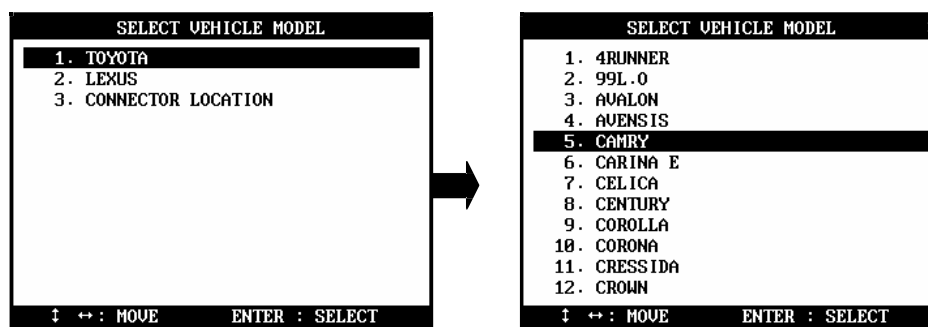 SELECT VEHICLE MODEL
1. TOYOTA
2. LEXUS
3. CONNECTOR LOCATION
↕ ↔ : MOVE ENTER : SELECT
SELECT VEHICLE MODEL
1. 4RUNNER
2. 99L.O
3. AVALON
4. AVENSIS
5. CAMRY
6. CARINA E
7. CELICA
8. CENTURY
9. COROLLA
10. CORONA
11. CRESSIDA
12. CROWN
↕ ↔ : MOVE ENTER : SELECT